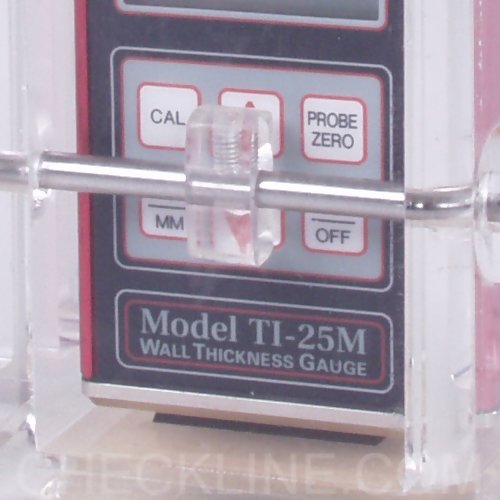 CAL
PROBE
ZERO
MM
OFF
Model TI-25M
WALL THICKNESS GAUGE
CHECKLINE.COM